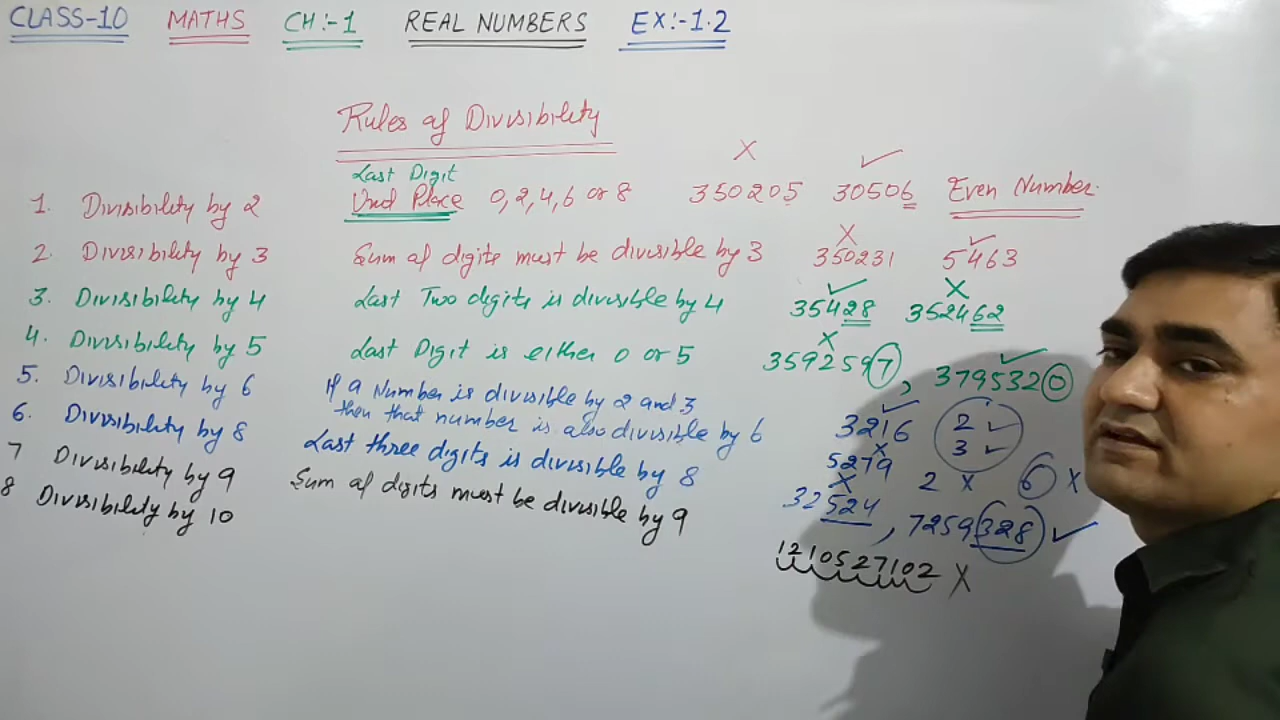 CLASS-10 MATHS CH:-1 REAL NUMBERS EX:-1.2
Rules of Divisibility
Last Digit
1. Divisibility by 2 Unit Place 0, 2, 4, 6 or 8 350205 X 30506 ✓ Even Number.
2. Divisibility by 3 Sum of digits must be divisible by 3 350231 X 5463 ✓
3. Divisibility by 4 Last Two digits is divisible by 4 35428 ✓ 352462 X
4. Divisibility by 5 Last Digit is either 0 or 5 3592597 X , 3795320 ✓
5. Divisibility by 6 If a Number is divisible by 2 and 3
then that number is also divisible by 6 3216 ✓ 2 ✓ 3 ✓
5279 X 2 X 6 X
6. Divisibility by 8 Last three digits is divisible by 8 32524 X , 7259328 ✓
7 Divisibility by 9 Sum of digits must be divisible by 9 1210527102 X
8 Divisibility by 10